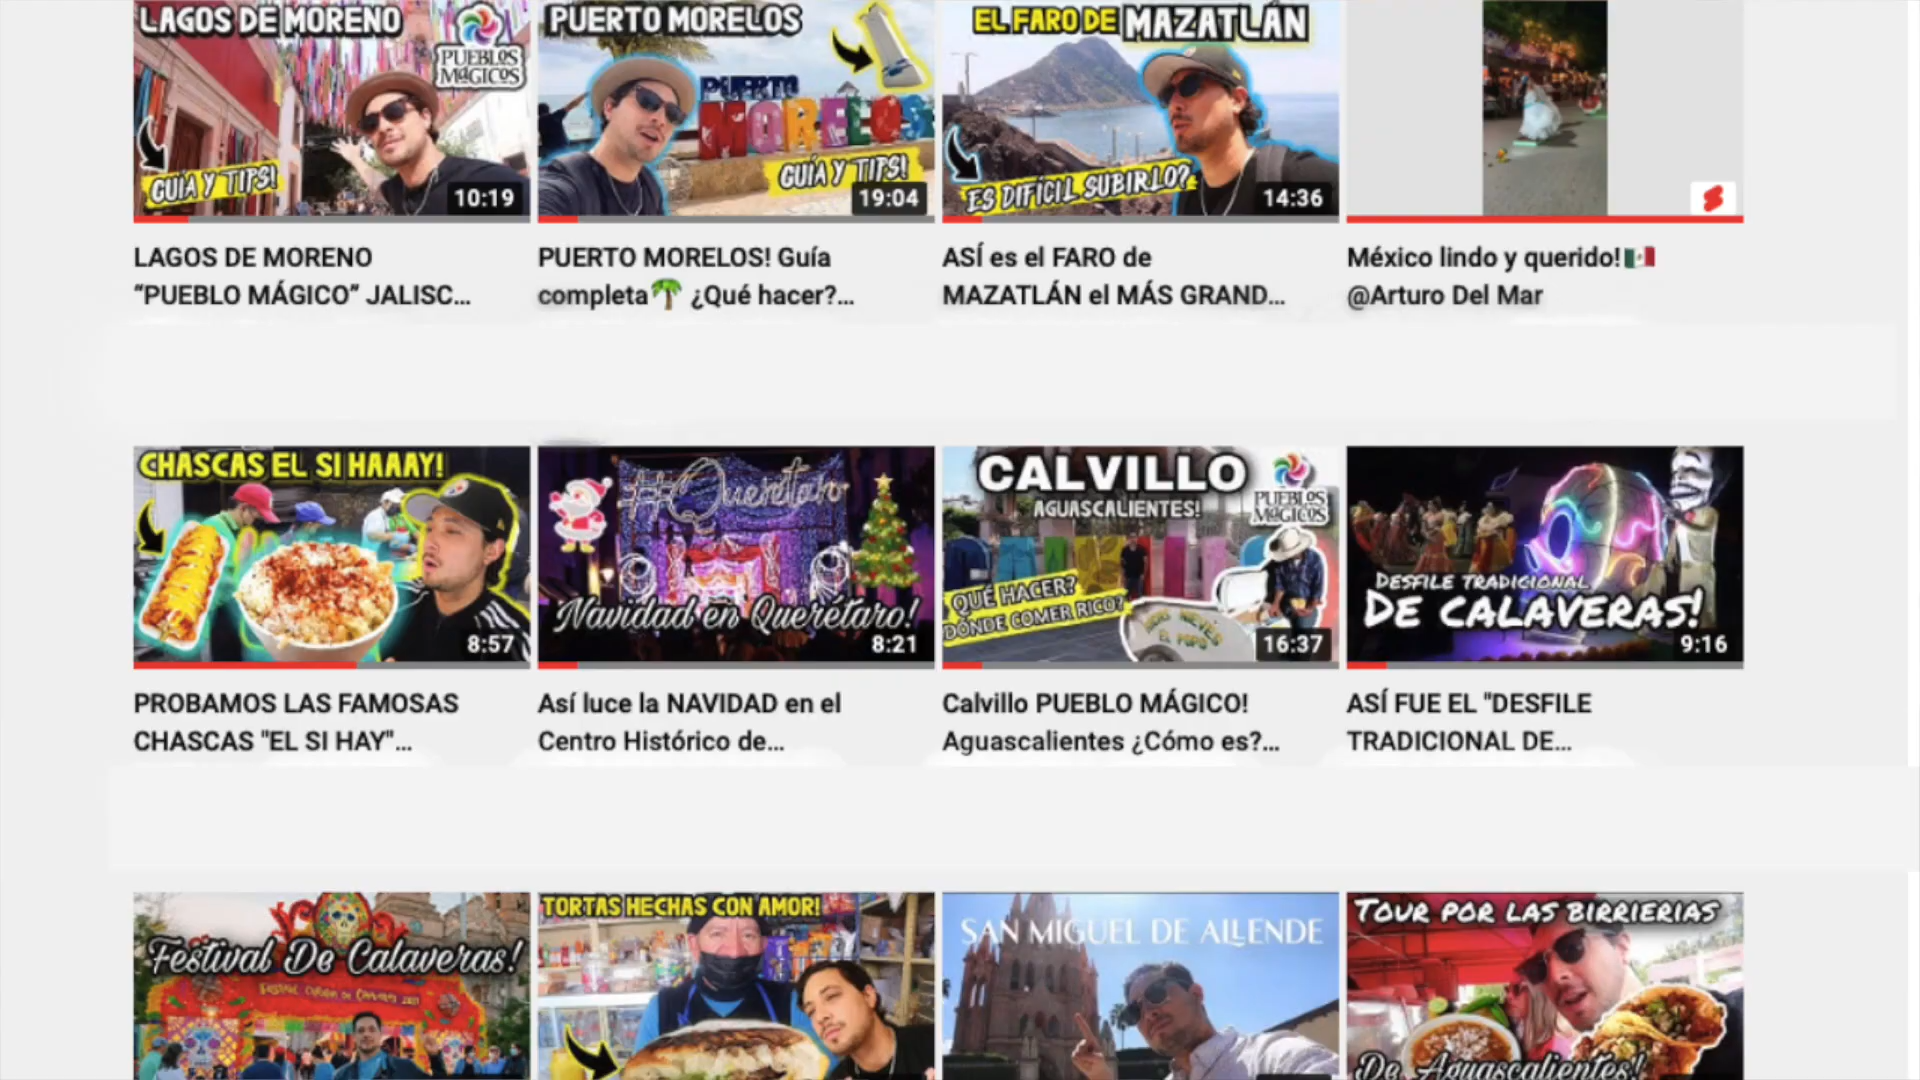 LAGOS DE MORENO
PUEBLOS
MÁGICOS
GUÍA Y TIPS!
10:19
PUERTO MORELOS
PUERTO
MORELOS
GUÍA Y TIPS!
19:04
EL FARO DE MAZATLÁN
ES DIFÍCIL SUBIRLO?
14:36
LAGOS DE MORENO
“PUEBLO MÁGICO” JALISC...
PUERTO MORELOS! Guía
completa🌴 ¿Qué hacer?...
ASÍ es el FARO de
MAZATLÁN el MÁS GRAND...
México lindo y querido!🇲🇽
@Arturo Del Mar
CHASCAS EL SI HAAAY!
8:57
#Querétaro
Navidad en Querétaro!
8:21
CALVILLO
AGUASCALIENTES!
PUEBLOS
MÁGICOS
QUÉ HACER?
DÓNDE COMER RICO?
16:37
DESFILE TRADICIONAL
DE CALAVERAS!
9:16
PROBAMOS LAS FAMOSAS
CHASCAS "EL SI HAY"...
Así luce la NAVIDAD en el
Centro Histórico de...
Calvillo PUEBLO MÁGICO!
Aguascalientes ¿Cómo es?...
ASÍ FUE EL "DESFILE
TRADICIONAL DE...
Festival De Calaveras!
TORTAS HECHAS CON AMOR!
SAN MIGUEL DE ALLENDE
TOUR POR LAS BIRRIERIAS
De Aguascalientes!